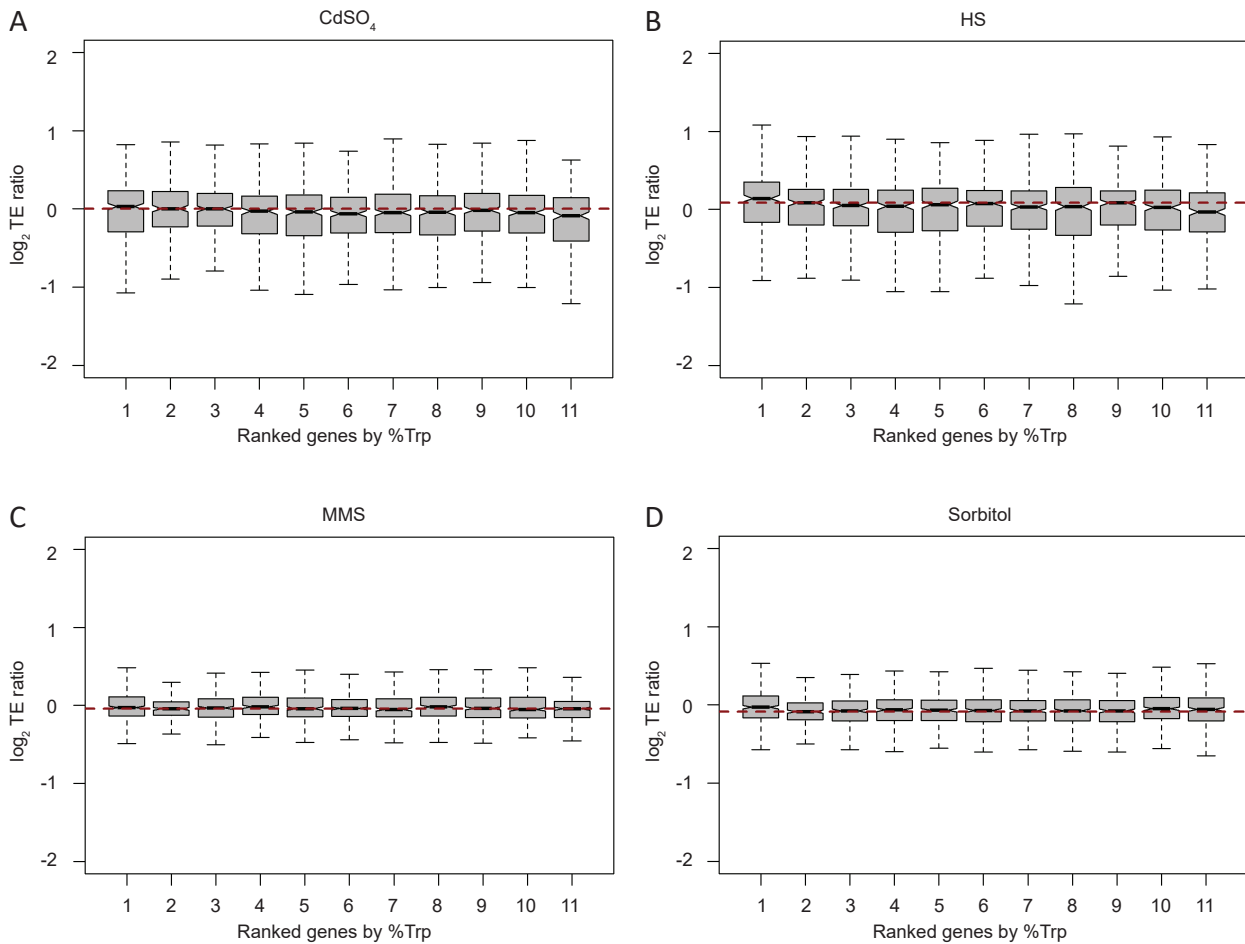 A
CdSO4
2
1
0
-1
-2
log2 TE ratio
1 2 3 4 5 6 7 8 9 10 11
Ranked genes by %Trp
B
HS
2
1
0
-1
-2
log2 TE ratio
1 2 3 4 5 6 7 8 9 10 11
Ranked genes by %Trp
C
MMS
2
1
0
-1
-2
log2 TE ratio
1 2 3 4 5 6 7 8 9 10 11
Ranked genes by %Trp
D
Sorbitol
2
1
0
-1
-2
log2 TE ratio
1 2 3 4 5 6 7 8 9 10 11
Ranked genes by %Trp